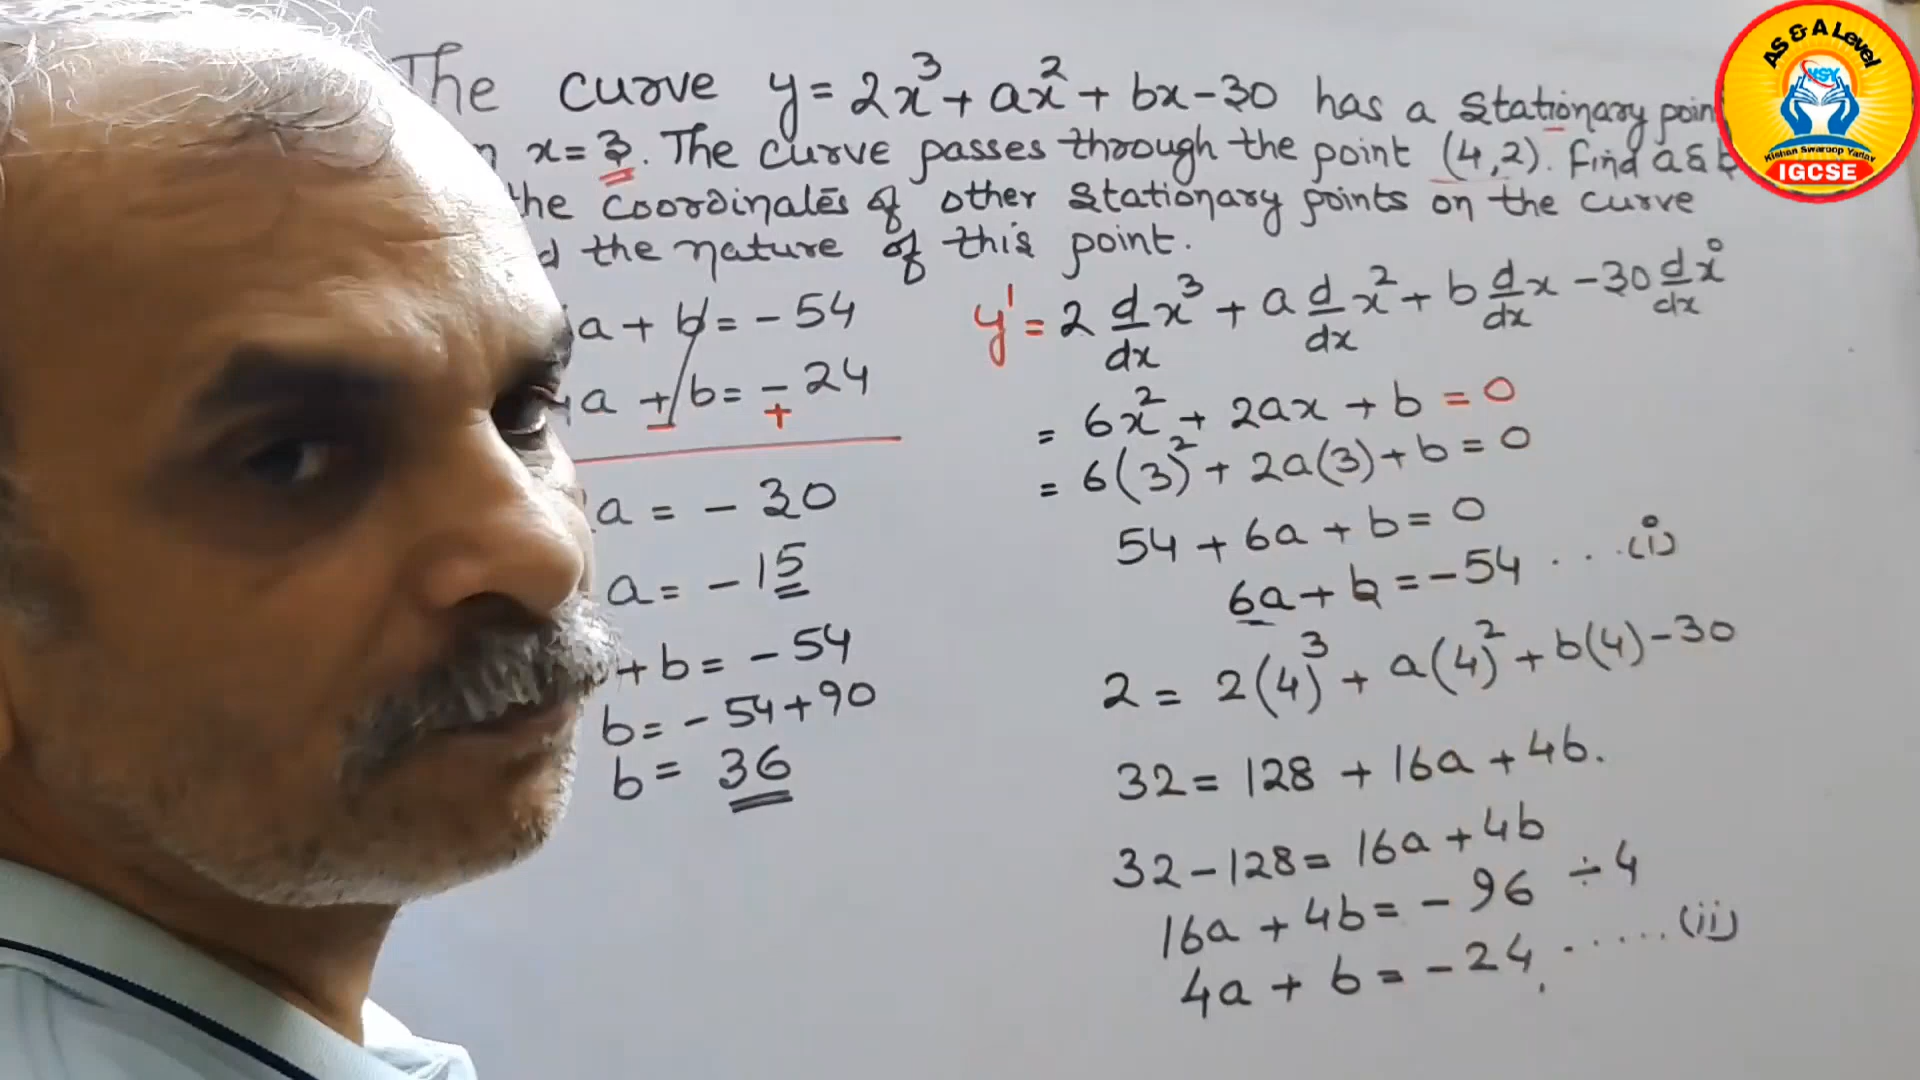 The curve y = 2x³ + ax² + bx - 30 has a stationary poin
n x = 3. The curve passes through the point (4,2). Find a & b
the coordinates of other stationary points on the curve
d the nature of this point.
a + b = - 54
a + b = - 24
- +
a = - 30
a = - 15
+ b = - 54
b = - 54 + 90
b = 36
y' = 2 d/dx x³ + a d/dx x² + b d/dx x - 30 d/dx x⁰
= 6x² + 2ax + b = 0
= 6(3)² + 2a(3) + b = 0
54 + 6a + b = 0
6a + b = -54 . . . (i)
2 = 2(4)³ + a(4)² + b(4) - 30
32 = 128 + 16a + 4b.
32 - 128 = 16a + 4b
16a + 4b = - 96 ÷ 4
4a + b = - 24 . . . . . (ii)
AS & A Level
KSY
Kishan Swaroop Yadav
IGCSE